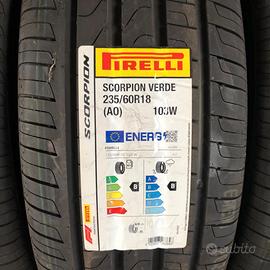 PIRELLI
SCORPION VERDE
235/60R18
(AO) 103W
SCORPION
ENERG
B
B
PIRELLI
subito